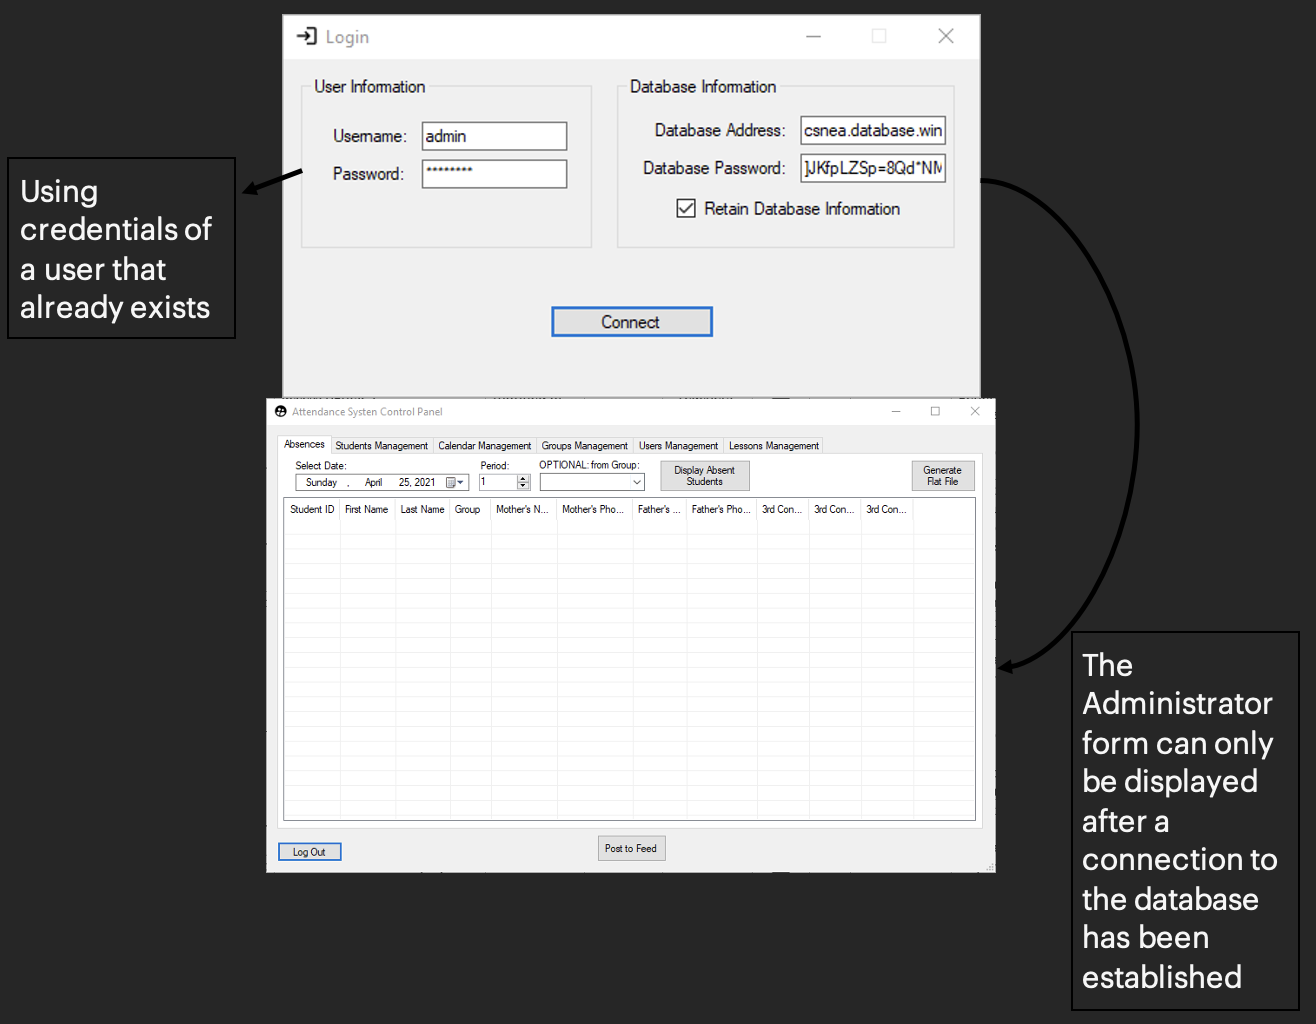 Login
User Information
Username: admin
Password: ********
Database Information
Database Address: csnea.database.win
Database Password: ]JKfpLZSp=8Qd*NM
Retain Database Information
Connect
Using
credentials of
a user that
already exists
Attendance Systen Control Panel
Absences Students Management Calendar Management Groups Management Users Management Lessons Management
Select Date: Period: OPTIONAL: from Group:
Sunday , April 25, 2021 1
Display Absent
Students
Generate
Flat File
Student ID First Name Last Name Group Mother's N... Mother's Pho... Father's ... Father's Pho... 3rd Con... 3rd Con... 3rd Con...
Log Out
Post to Feed
The
Administrator
form can only
be displayed
after a
connection to
the database
has been
established